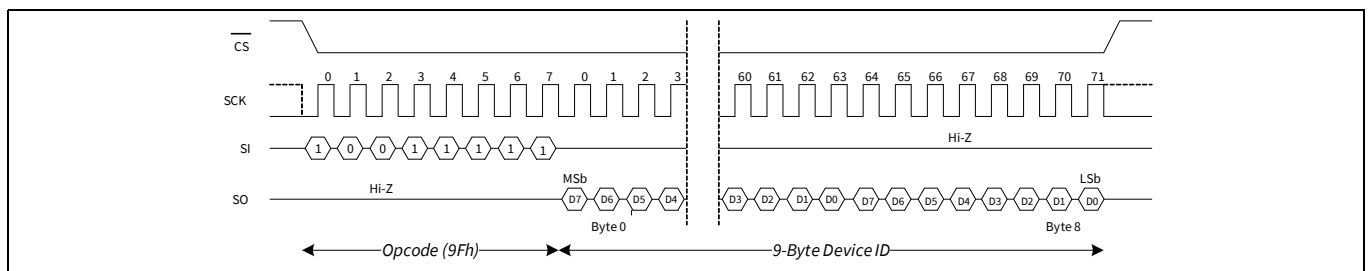 CS
0 1 2 3 4 5 6 7 0 1 2 3 60 61 62 63 64 65 66 67 68 69 70 71
SCK
Hi-Z
SI 1 0 0 1 1 1 1 1
MSb LSb
Hi-Z
SO D7 D6 D5 D4 D3 D2 D1 D0 D7 D6 D5 D4 D3 D2 D1 D0
Byte 0 Byte 8
Opcode (9Fh) 9-Byte Device ID